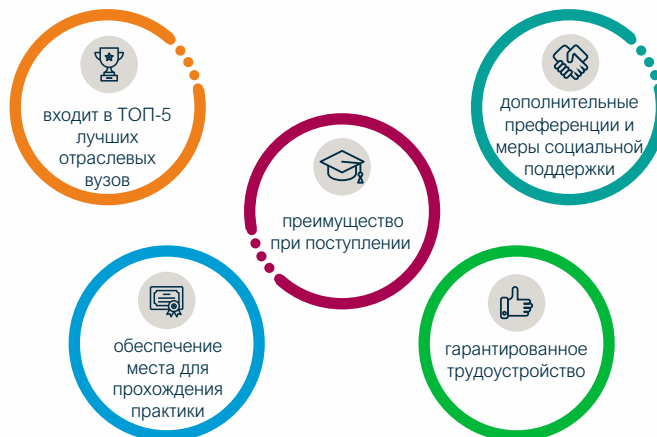 входит в ТОП-5
лучших
отраслевых
вузов
дополнительные
преференции и
меры социальной
поддержки
преимущество
при поступлении
обеспечение
места для
прохождения
практики
гарантированное
трудоустройство